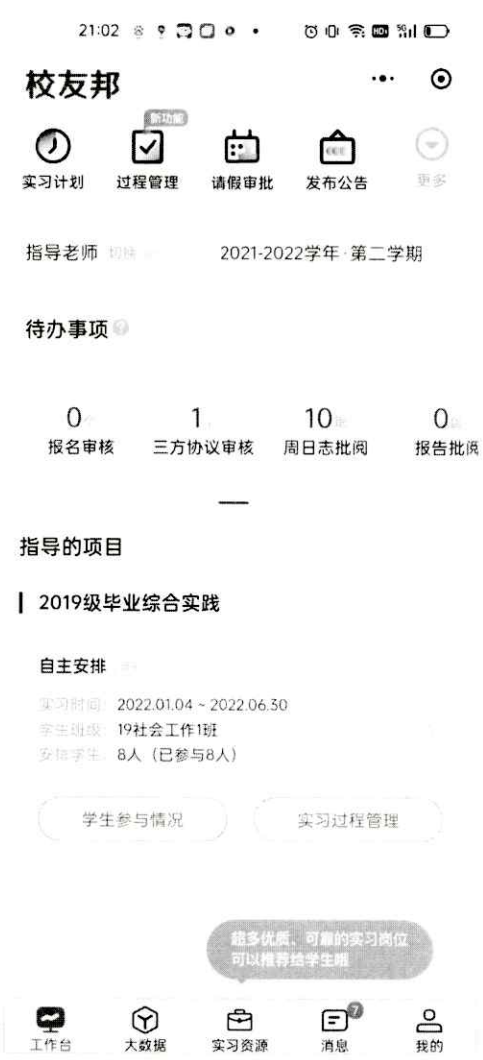 21:02 HD 5G
校友邦
新功能
实习计划 过程管理 请假审批 发布公告 更多
指导老师 切换 2021-2022学年·第二学期
待办事项 ?
0个 1 10 0
报名审核 三方协议审核 周日志批阅 报告批阅
指导的项目
2019级毕业综合实践
自主安排
实习时间: 2022.01.04 ~ 2022.06.30
学生班级: 19社会工作1班
安排学生: 8人（已参与8人）
学生参与情况 实习过程管理
超多优质、可靠的实习岗位
可以推荐给学生哦
7
工作台 大数据 实习资源 消息 我的